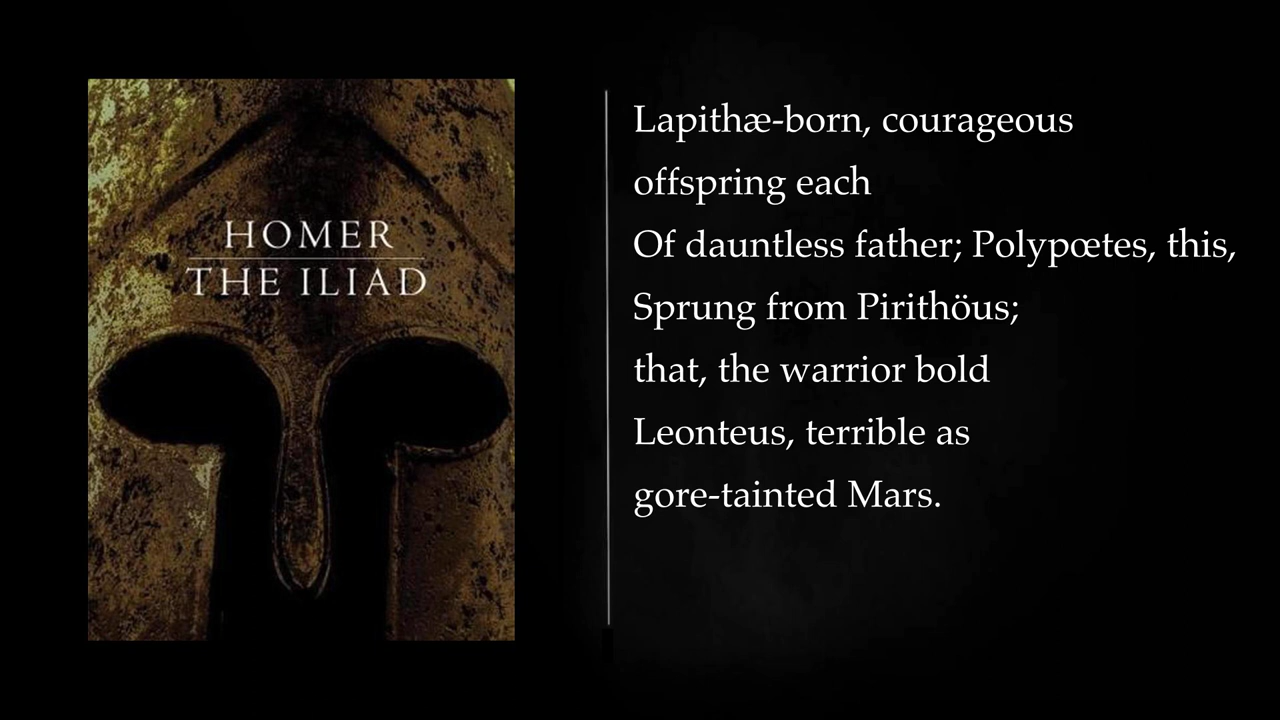 HOMER
THE ILIAD
Lapithæ-born, courageous
offspring each
Of dauntless father; Polypœtes, this,
Sprung from Pirithöus;
that, the warrior bold
Leonteus, terrible as
gore-tainted Mars.